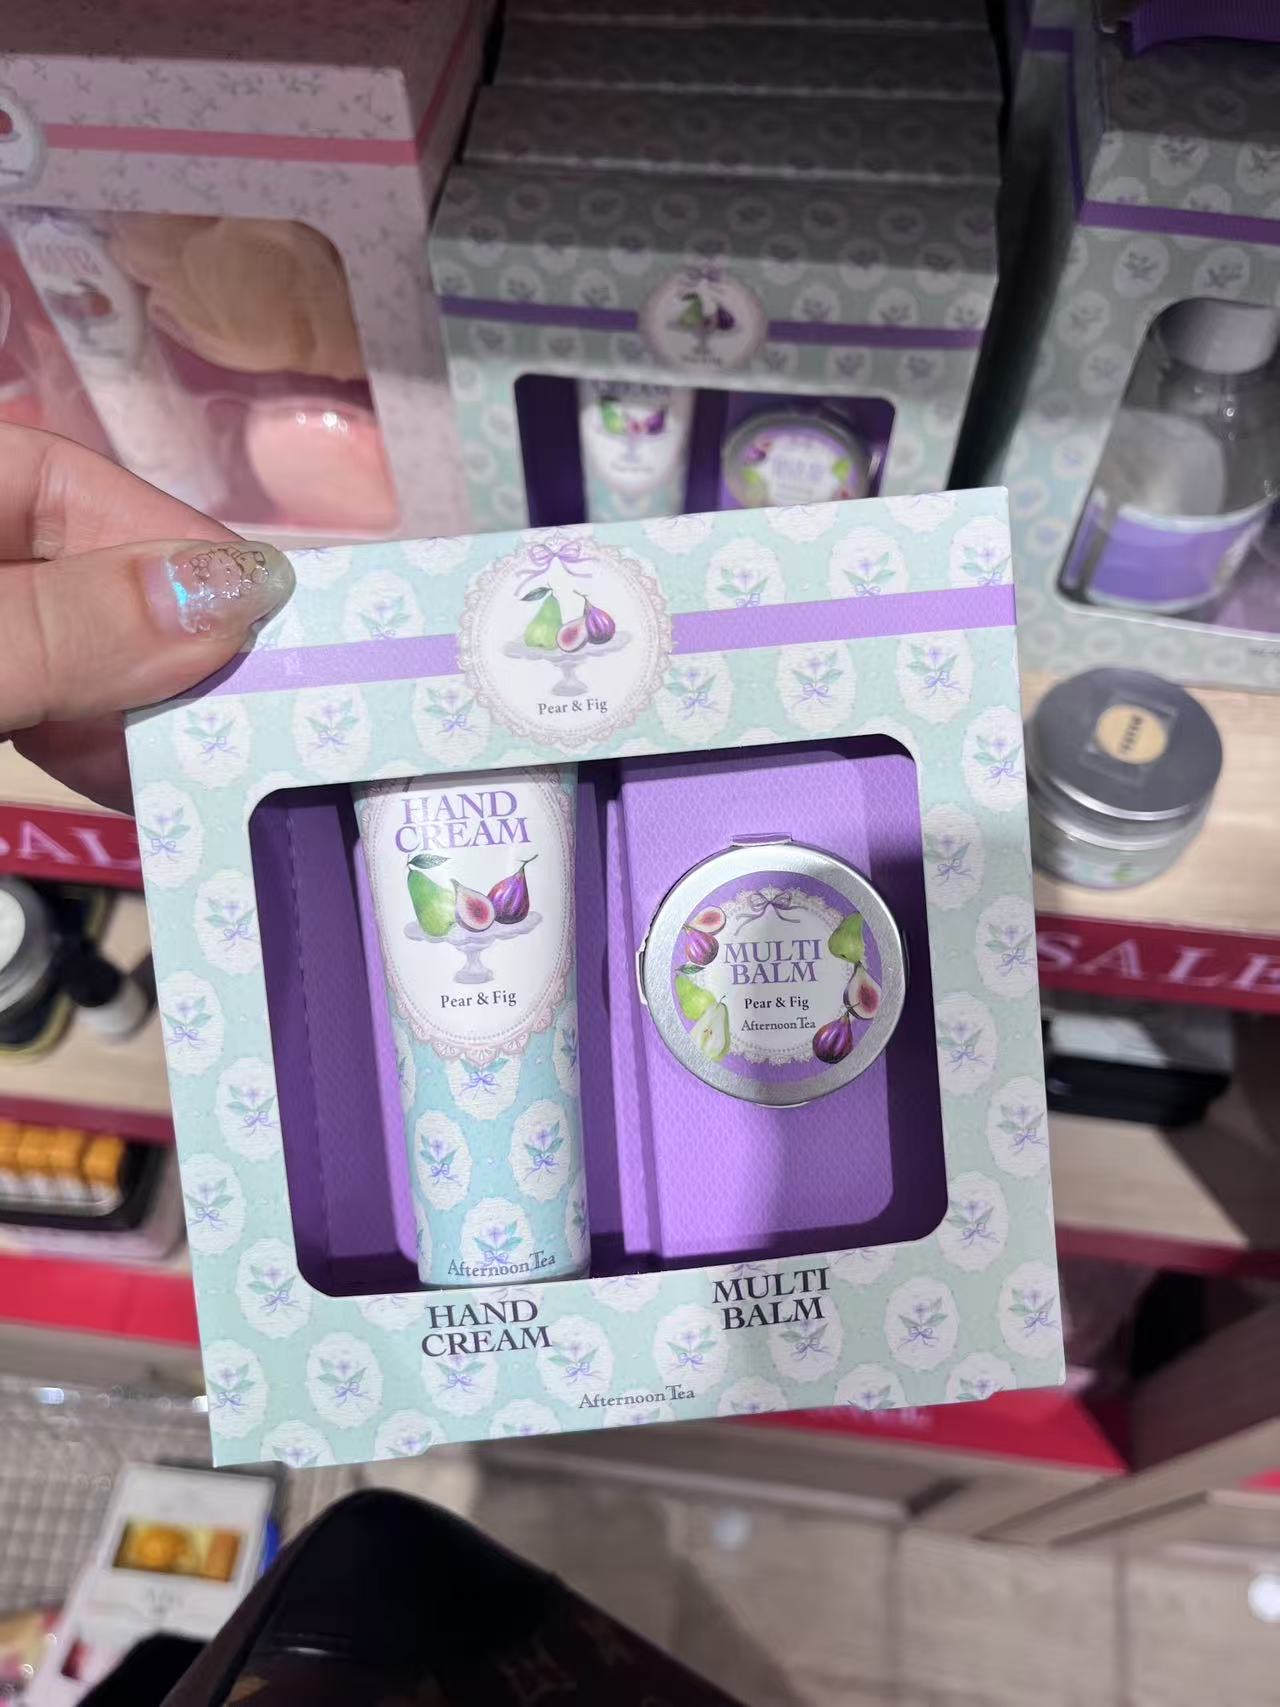 Pear & Fig
HAND
CREAM
Pear & Fig
Afternoon Tea
MULTI
BALM
Pear & Fig
Afternoon Tea
HAND
CREAM
MULTI
BALM
Afternoon Tea
SALE
SALE